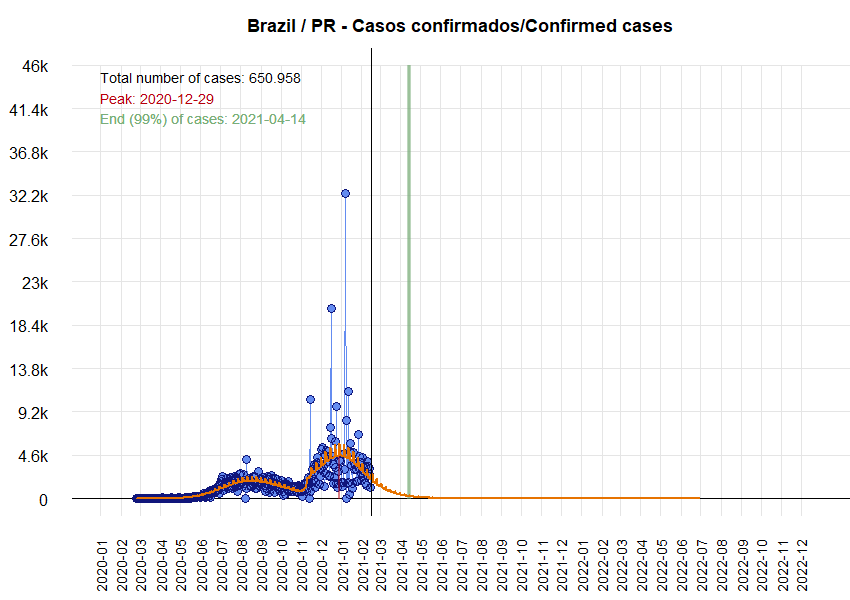 Brazil / PR - Casos confirmados/Confirmed cases
46k
41.4k
36.8k
32.2k
27.6k
23k
18.4k
13.8k
9.2k
4.6k
0
Total number of cases: 650.958
Peak: 2020-12-29
End (99%) of cases: 2021-04-14
2020-01
2020-02
2020-03
2020-04
2020-05
2020-06
2020-07
2020-08
2020-09
2020-10
2020-11
2020-12
2021-01
2021-02
2021-03
2021-04
2021-05
2021-06
2021-07
2021-08
2021-09
2021-10
2021-11
2021-12
2022-01
2022-02
2022-03
2022-04
2022-05
2022-06
2022-07
2022-08
2022-09
2022-10
2022-11
2022-12